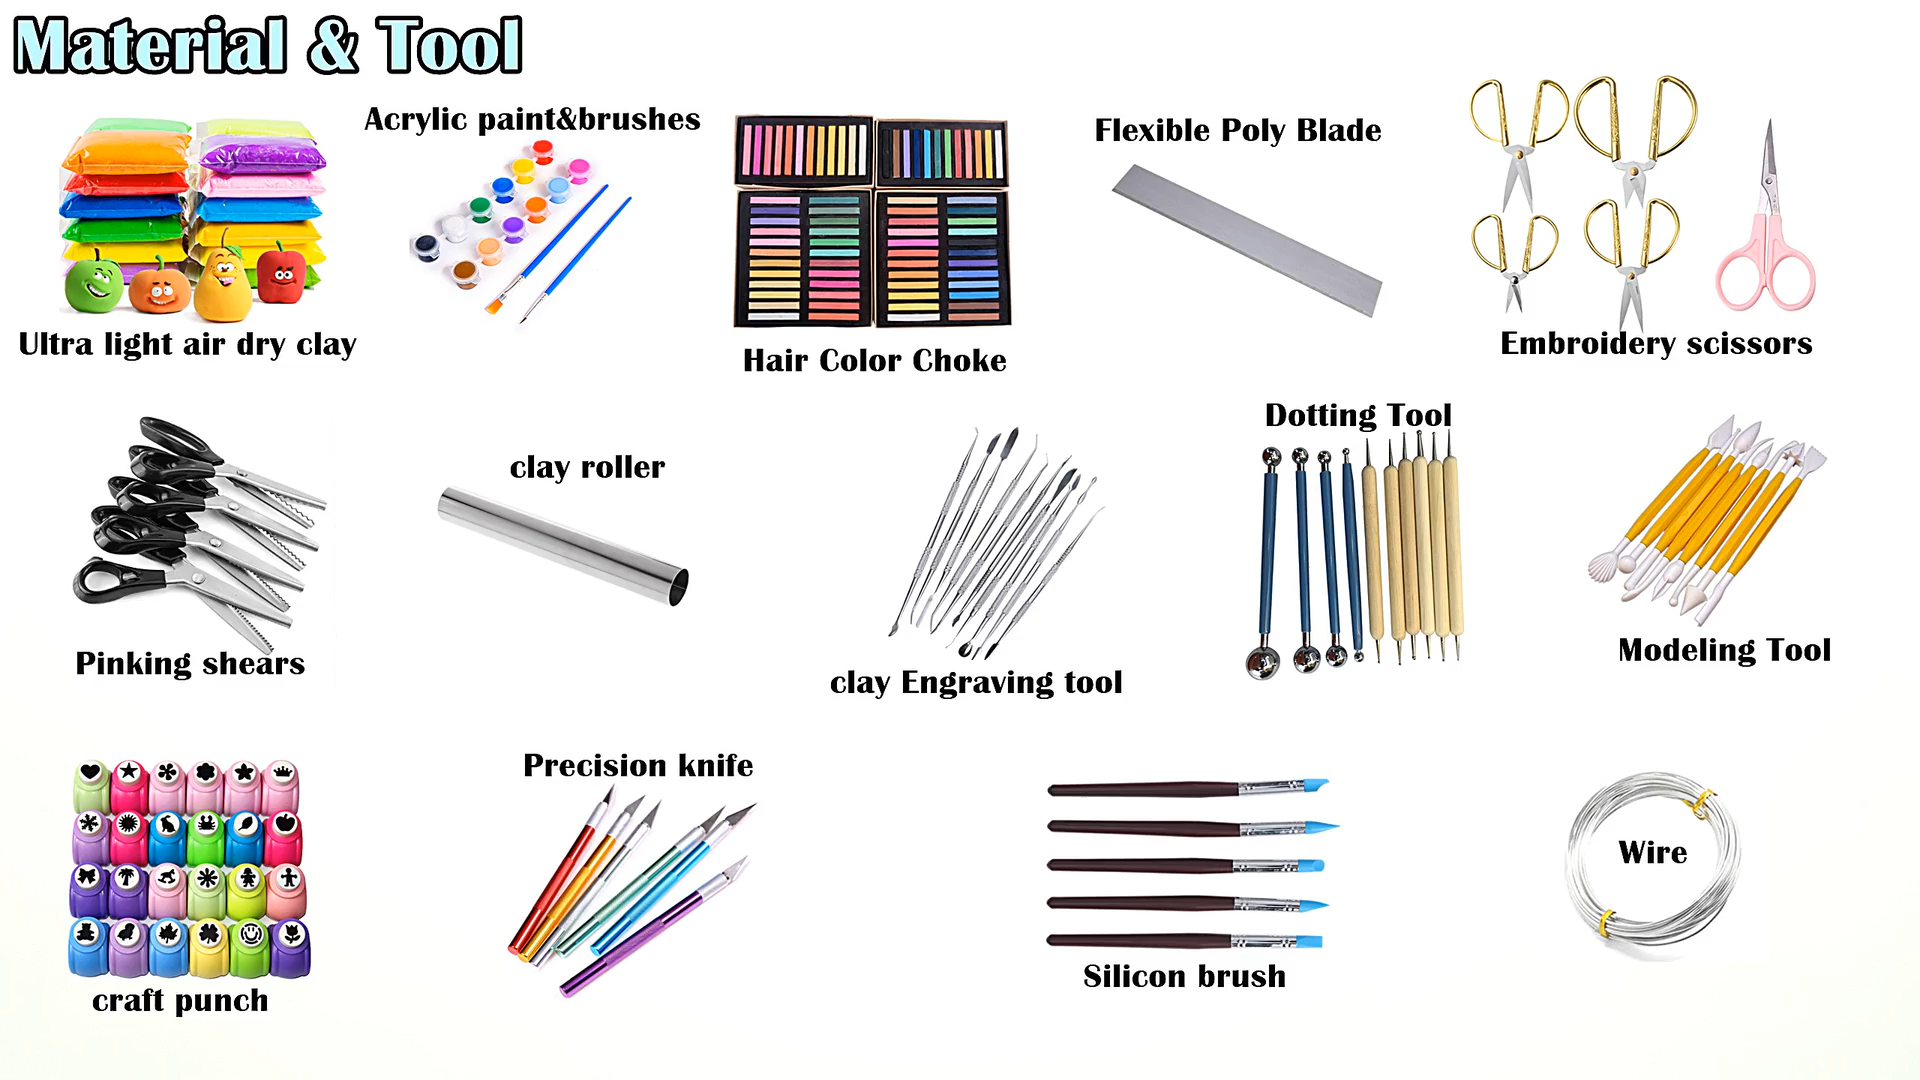 Material & Tool
Acrylic paint&brushes
Flexible Poly Blade
Ultra light air dry clay
Hair Color Choke
Embroidery scissors
Dotting Tool
clay roller
Pinking shears
clay Engraving tool
Modeling Tool
Precision knife
Wire
craft punch
Silicon brush